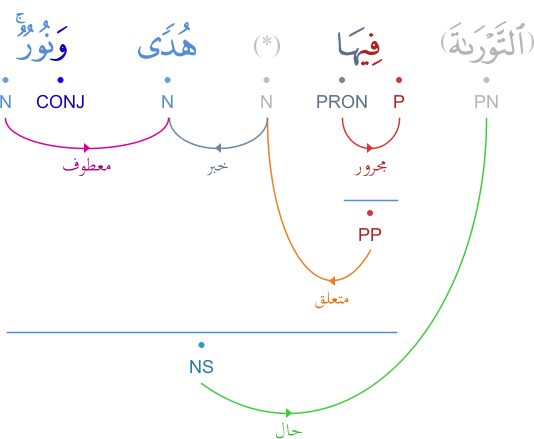 (ٱلتَّوْرَىٰةَ) فِيهَا (*) هُدًى وَنُورٌ ۚ
PN P PRON N N CONJ N
مجرور خبر معطوف
PP
متعلق
NS
حال